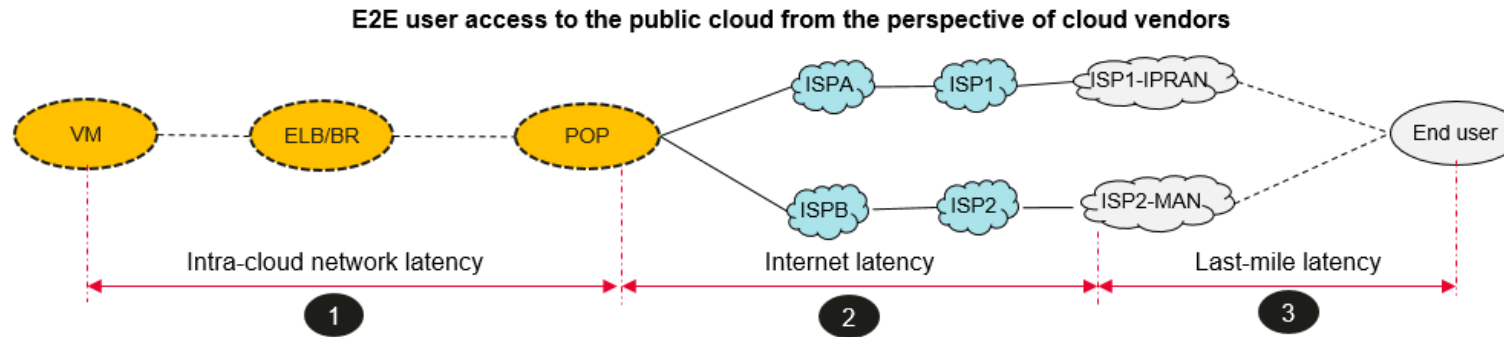 E2E user access to the public cloud from the perspective of cloud vendors
ISPA
ISP1
ISP1-IPRAN
VM
ELB/BR
POP
End user
ISPB
ISP2
ISP2-MAN
Intra-cloud network latency
Internet latency
Last-mile latency
1
2
3